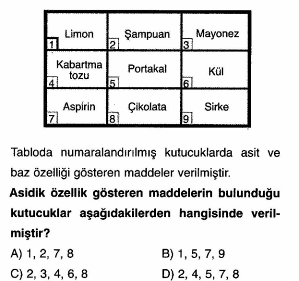 Limon Şampuan Mayonez
1 2 3
Kabartma tozu Portakal Kül
4 5 6
Aspirin Çikolata Sirke
7 8 9
Tabloda numaralandırılmış kutucuklarda asit ve
baz özelliği gösteren maddeler verilmiştir.
Asidik özellik gösteren maddelerin bulunduğu
kutucuklar aşağıdakilerden hangisinde veril-
miştir?
A) 1, 2, 7, 8 B) 1, 5, 7, 9
C) 2, 3, 4, 6, 8 D) 2, 4, 5, 7, 8